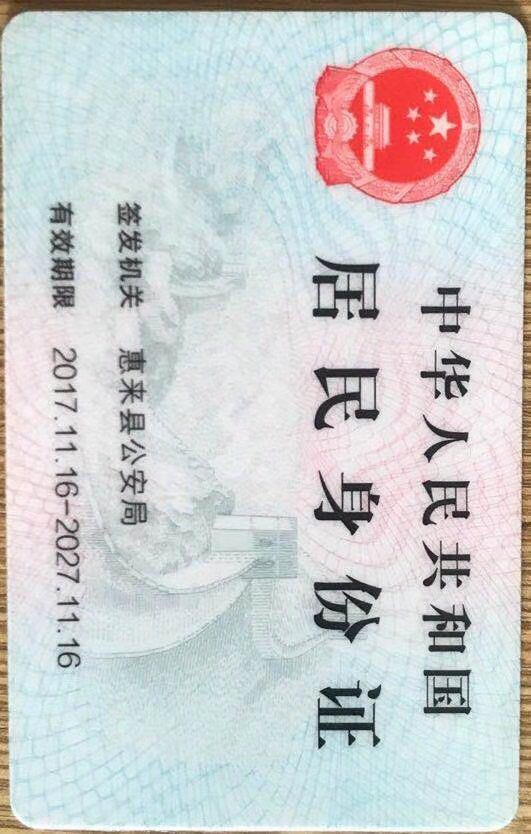 中华人民共和国
居民身份证
签发机关 惠来县公安局
有效期限 2017.11.16-2027.11.16